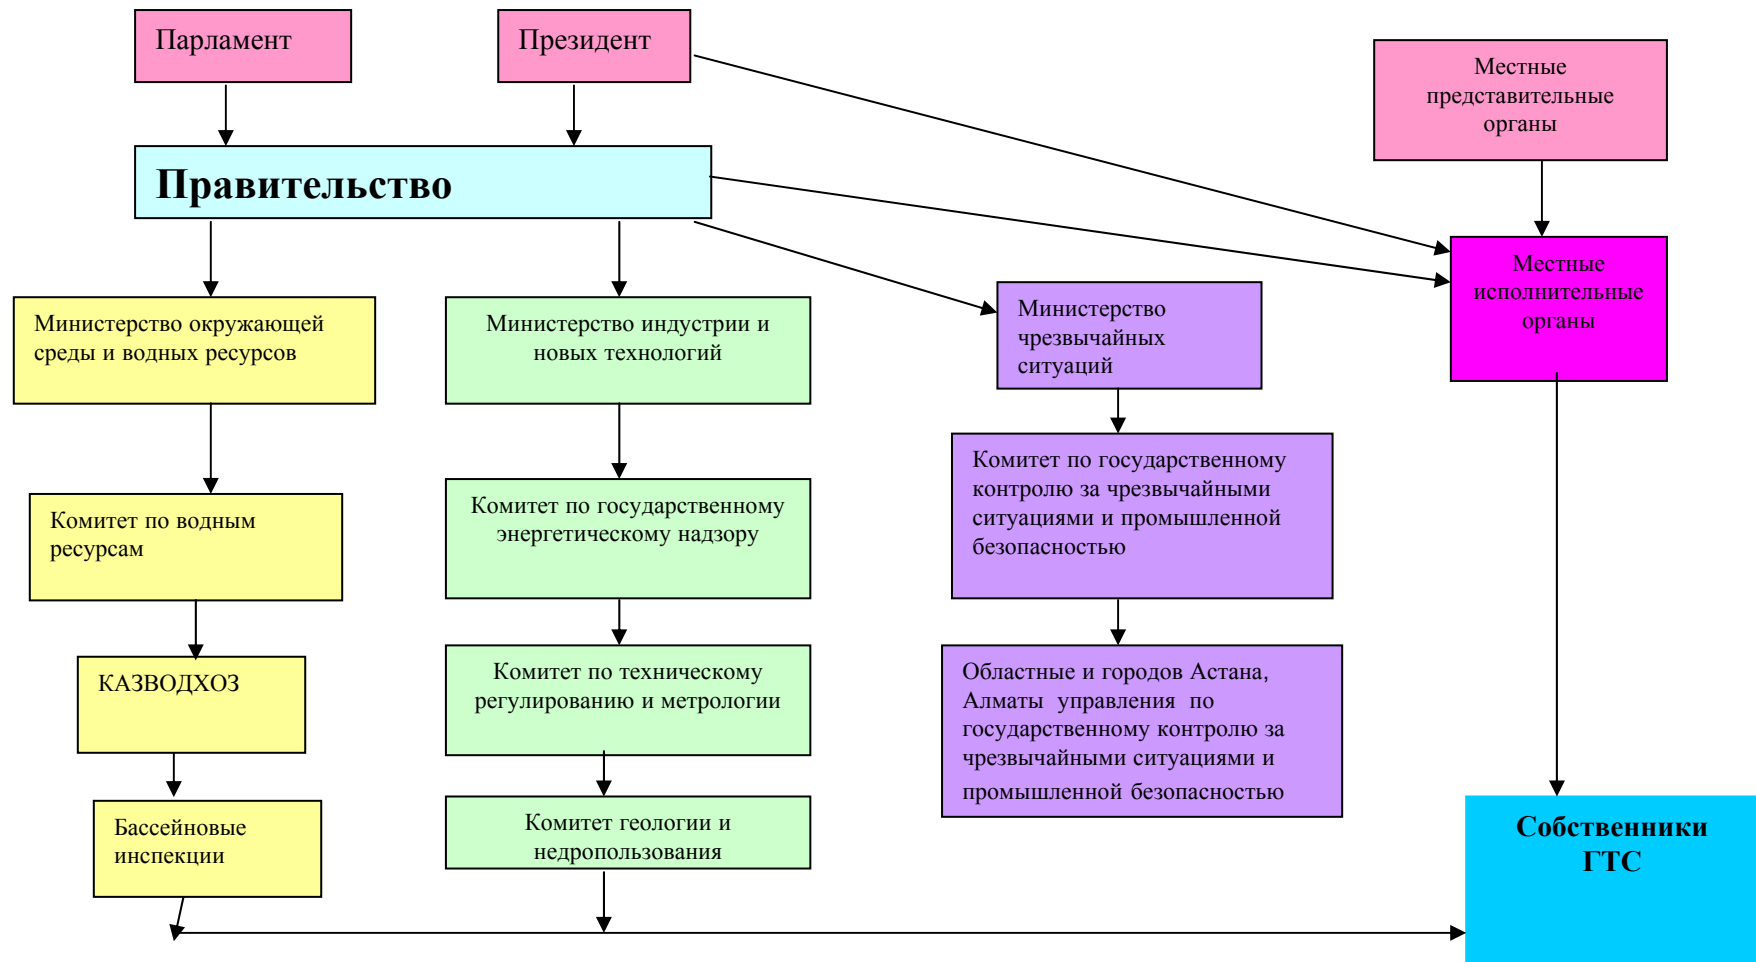 Парламент
Президент
Местные
представительные
органы
Правительство
Местные
исполнительные
органы
Министерство окружающей
среды и водных ресурсов
Министерство индустрии и
новых технологий
Министерство
чрезвычайных
ситуаций
Комитет по водным
ресурсам
Комитет по государственному
энергетическому надзору
Комитет по государственному
контролю за чрезвычайными
ситуациями и промышленной
безопасностью
КАЗВОДХОЗ
Комитет по техническому
регулированию и метрологии
Областные и городов Астана,
Алматы управления по
государственному контролю за
чрезвычайными ситуациями и
промышленной безопасностью
Бассейновые
инспекции
Комитет геологии и
недропользования
Собственники
ГТС